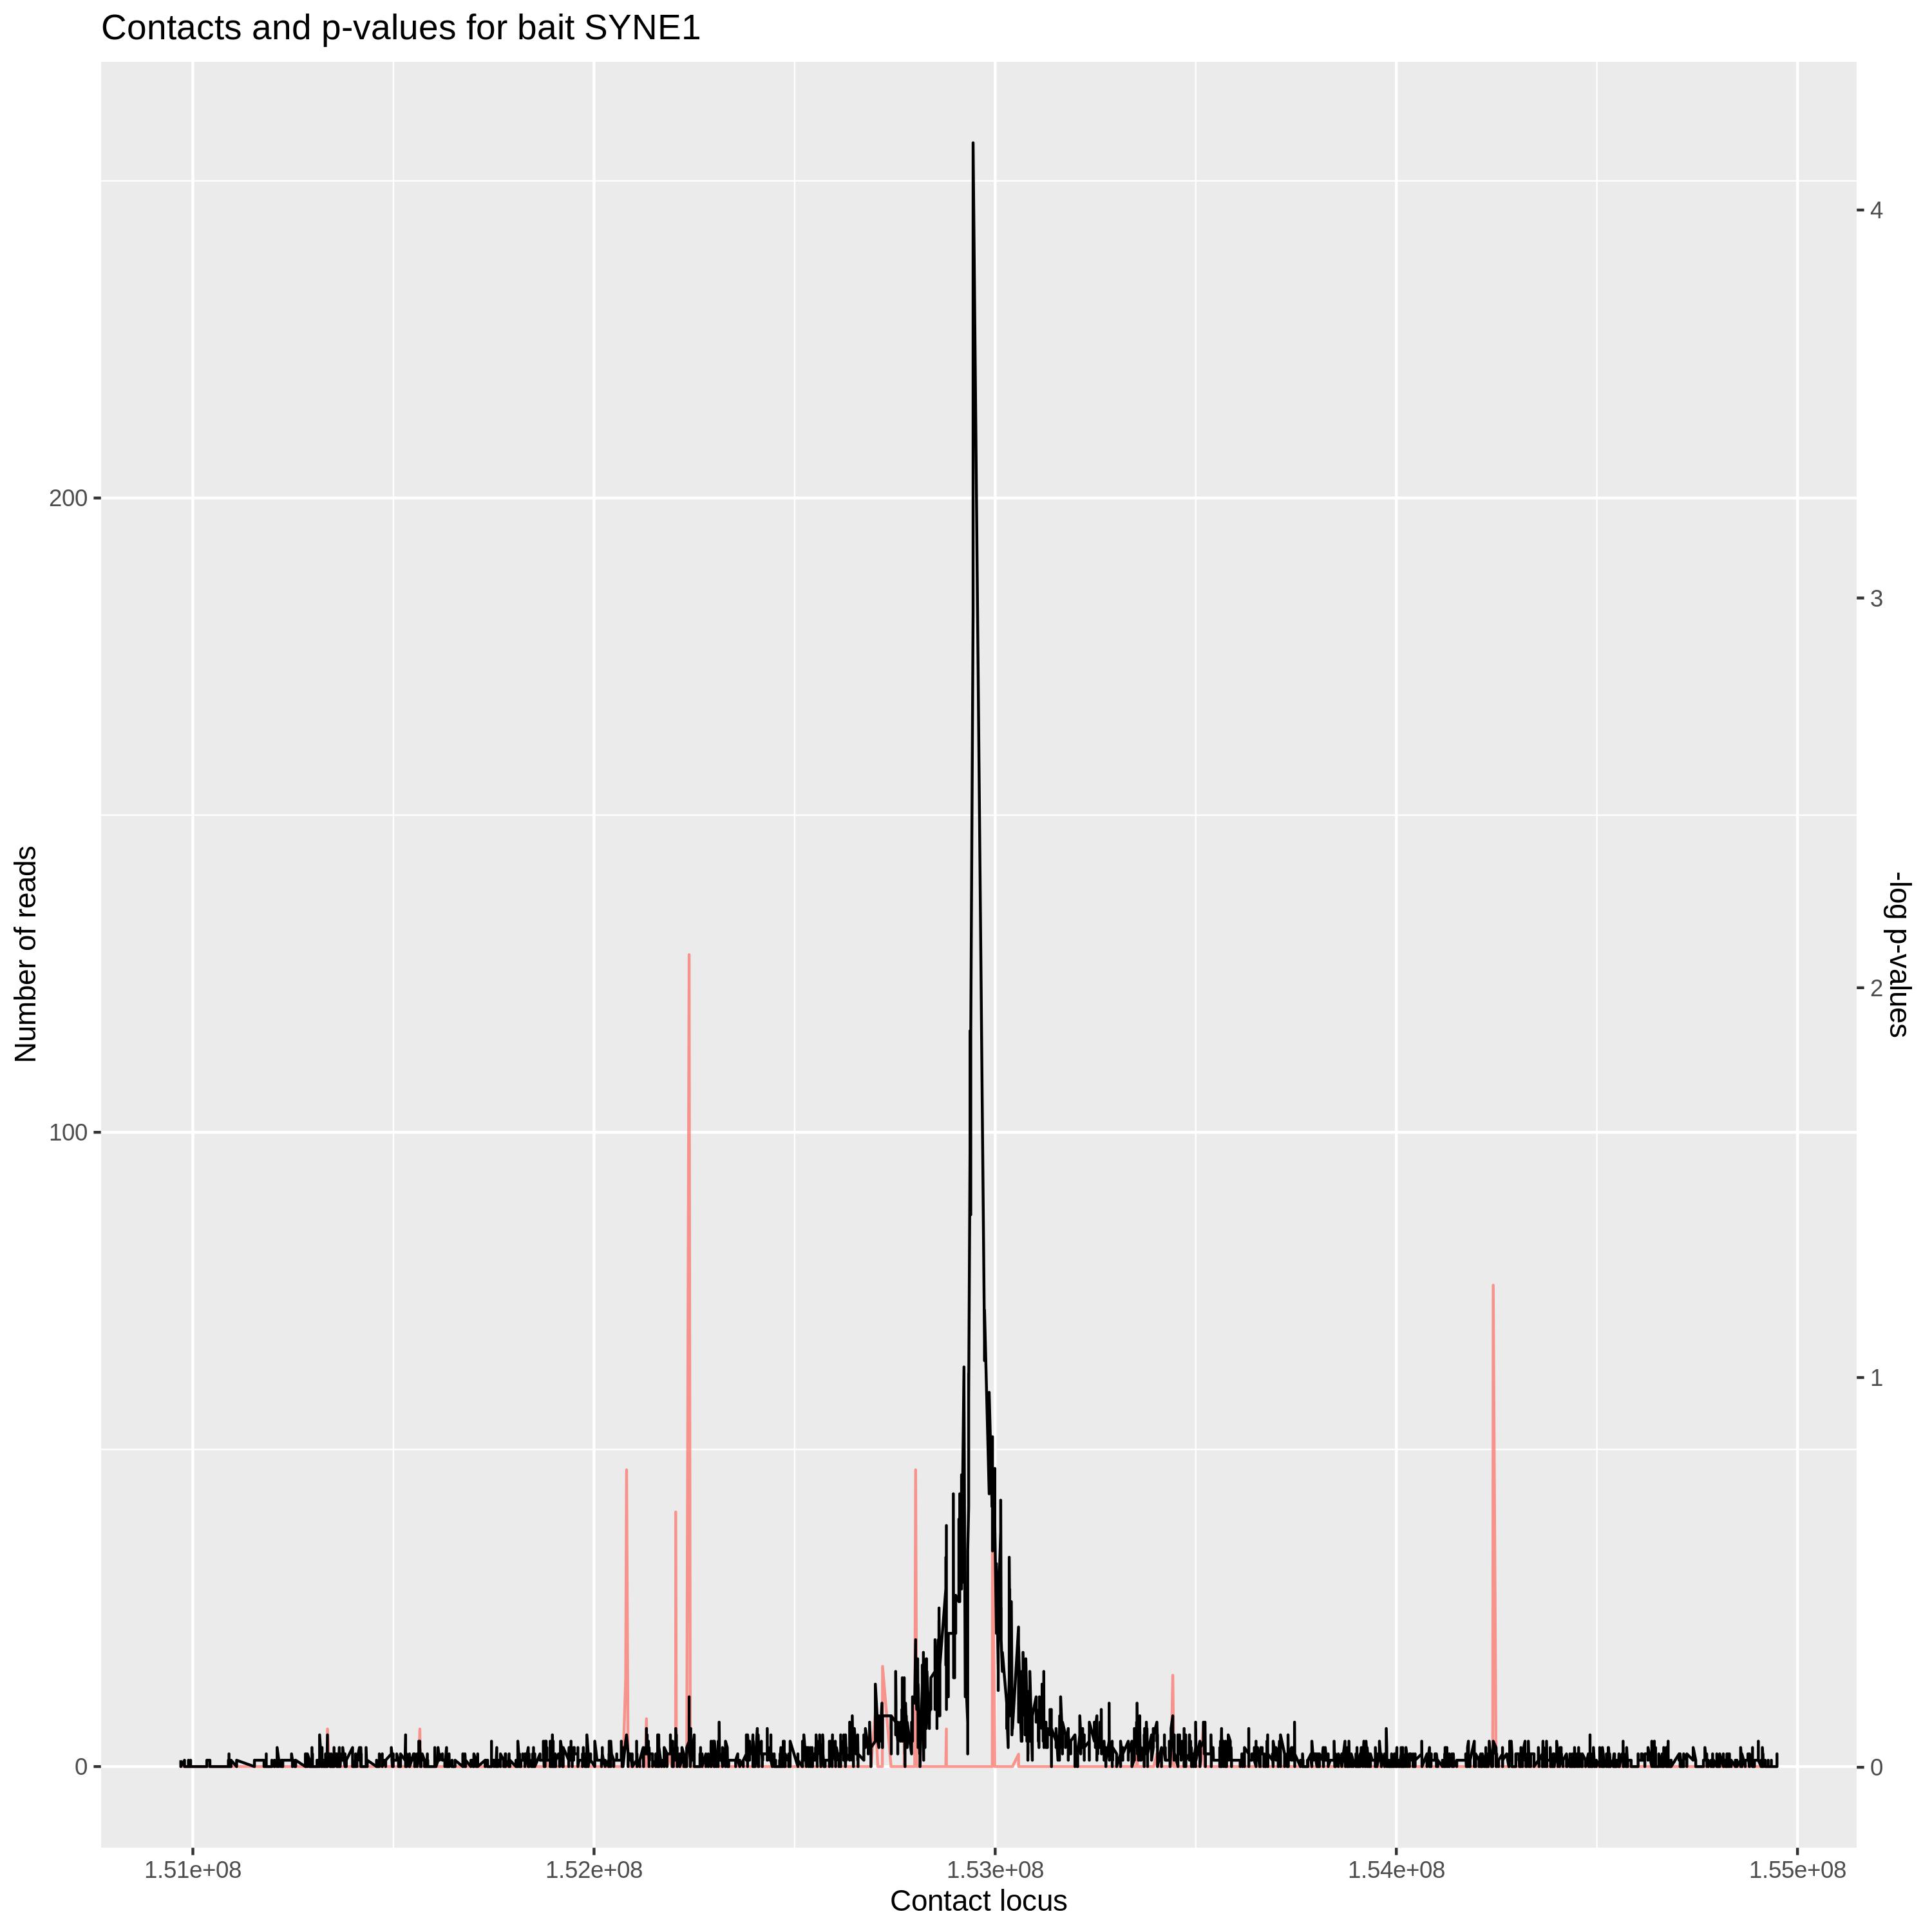 Contacts and p-values for bait SYNE1
Number of reads
200
100
0
4
3
2
1
0
-log p-values
1.51e+08 1.52e+08 1.53e+08 1.54e+08 1.55e+08
Contact locus